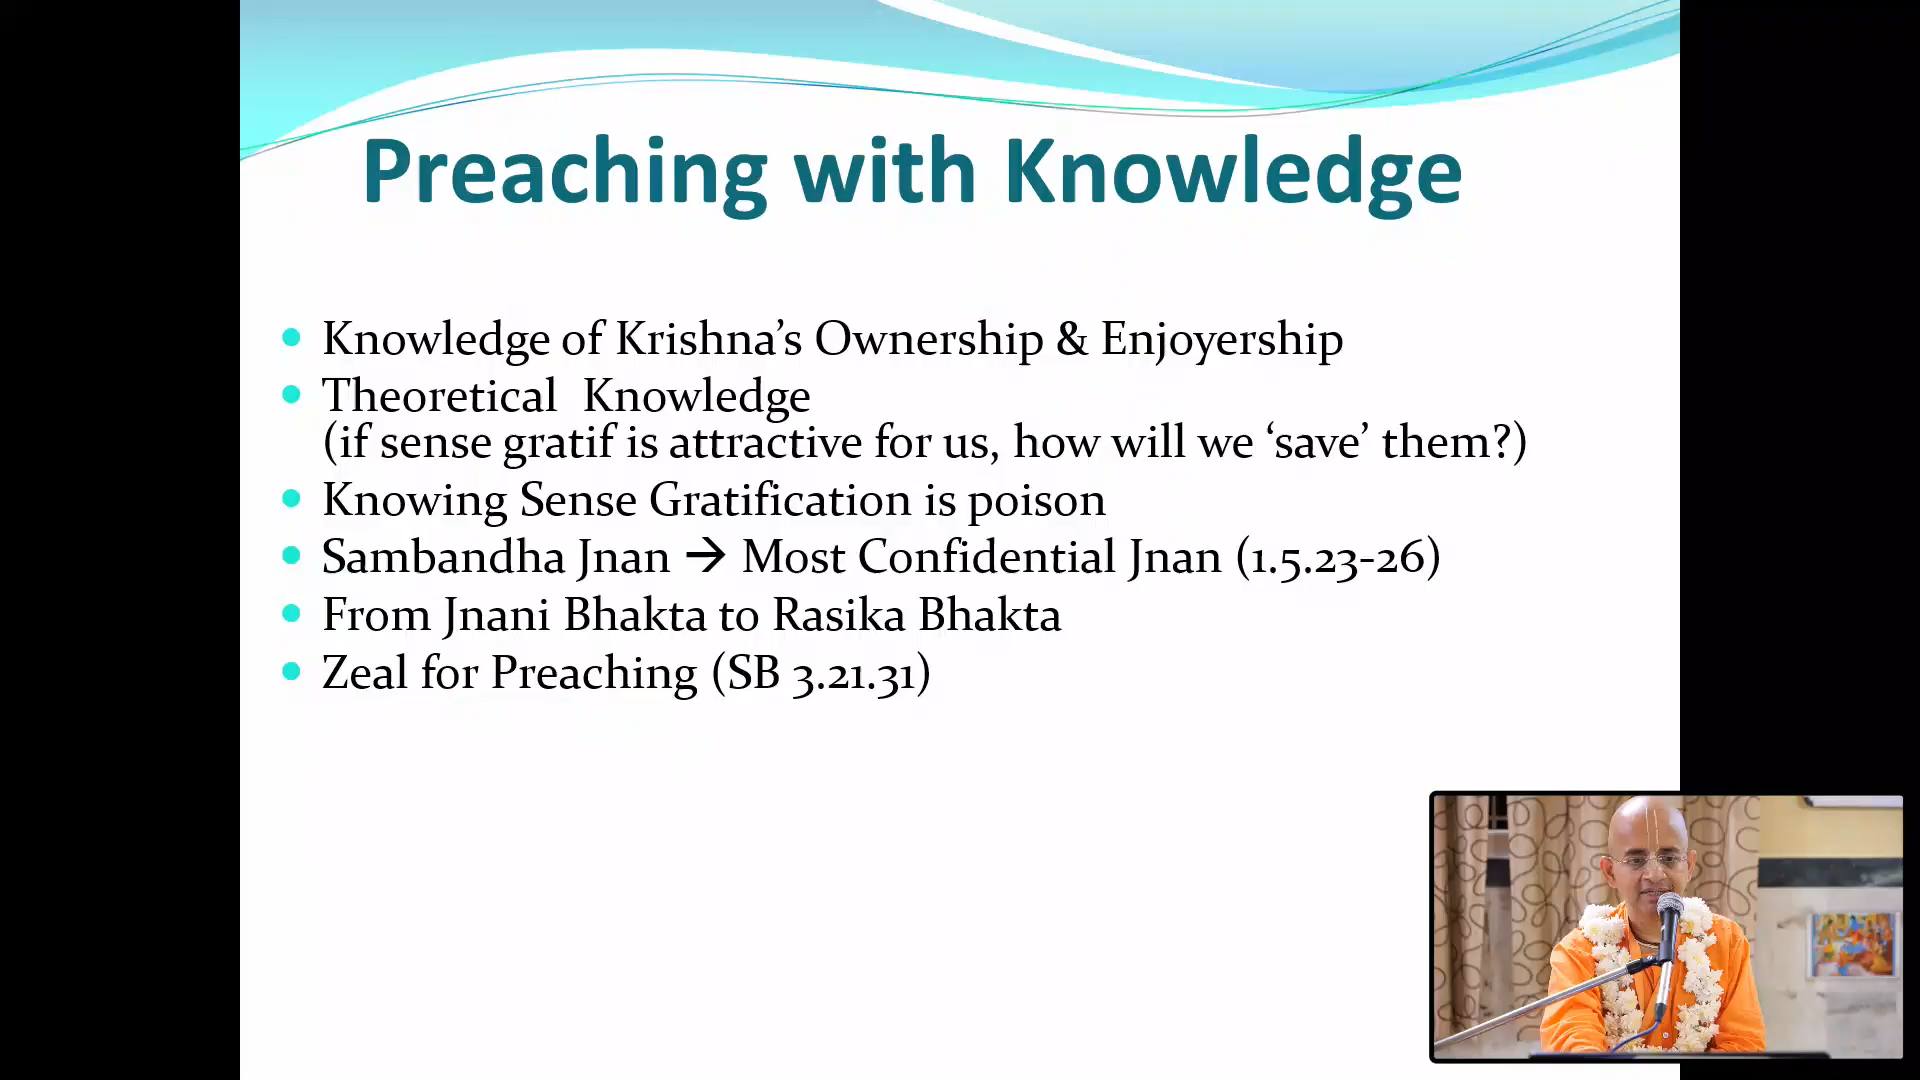 Preaching with Knowledge
• Knowledge of Krishna’s Ownership & Enjoyership
• Theoretical  Knowledge
(if sense gratif is attractive for us, how will we ‘save’ them?)
• Knowing Sense Gratification is poison
• Sambandha Jnan → Most Confidential Jnan (1.5.23-26)
• From Jnani Bhakta to Rasika Bhakta
• Zeal for Preaching (SB 3.21.31)